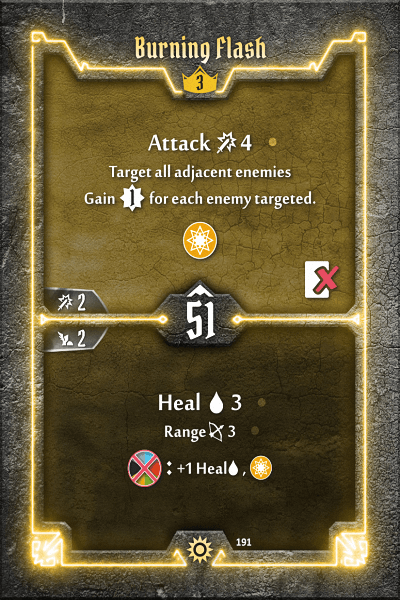 Burning Flash
3
Attack 4
Target all adjacent enemies
Gain 1 for each enemy targeted.
2
51
2
Heal 3
Range 3
: +1 Heal ,
191